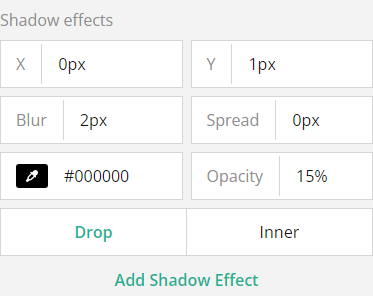 Shadow effects
X 0px Y 1px
Blur 2px Spread 0px
#000000 Opacity 15%
Drop Inner
Add Shadow Effect